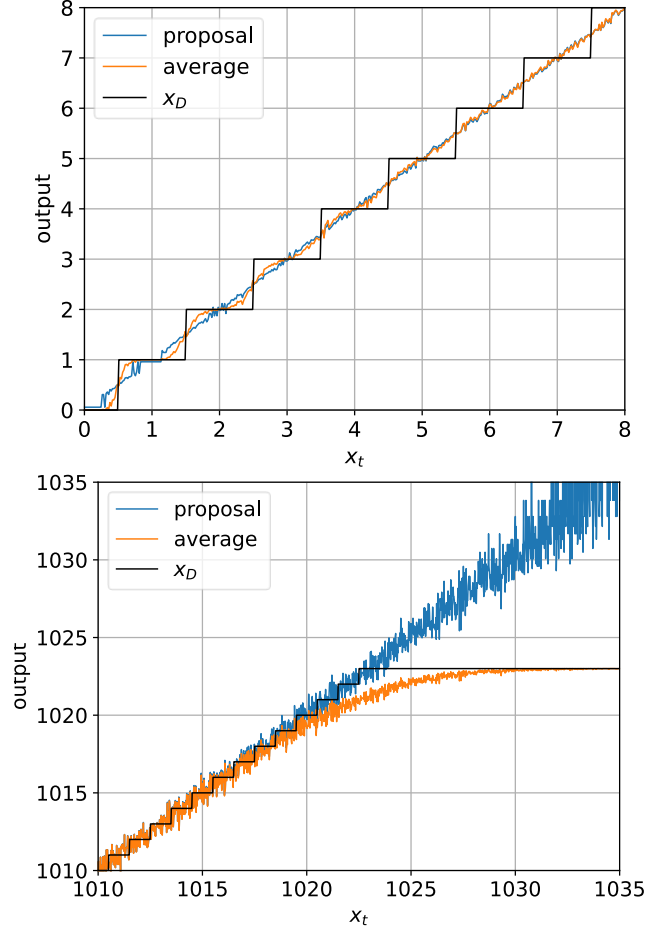 8
7
6
5
4
3
2
1
0
output
proposal
average
x_D
0 1 2 3 4 5 6 7 8
x_t
1035
1030
1025
1020
1015
1010
output
proposal
average
x_D
1010 1015 1020 1025 1030 1035
x_t